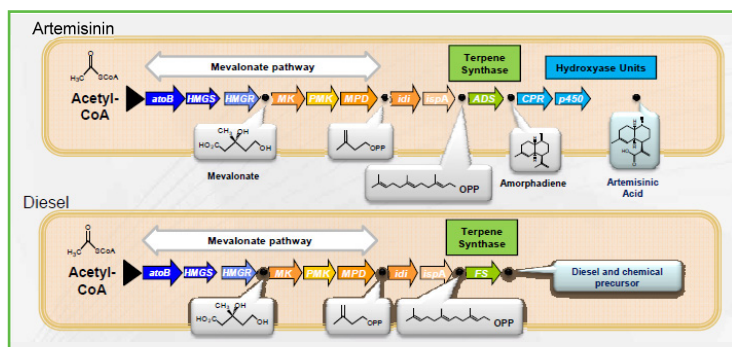 Artemisinin
Mevalonate pathway
Terpene
Synthase
Hydroxyase Units
O
H₃C SCoA
Acetyl-
CoA
atoB HMGS HMGR MK PMK MPD idi ispA ADS CPR p450
CH₃ OH
HO₂C OH
Mevalonate
OPP
OPP
Amorphadiene
H
H
HO
O
Artemisinic
Acid
Diesel
Mevalonate pathway
Terpene
Synthase
O
H₃C SCoA
Acetyl-
CoA
atoB HMGS HMGR MK PMK MPD idi ispA FS
Diesel and chemical
precursor
CH₃ OH
HO₂C OH
OPP
OPP